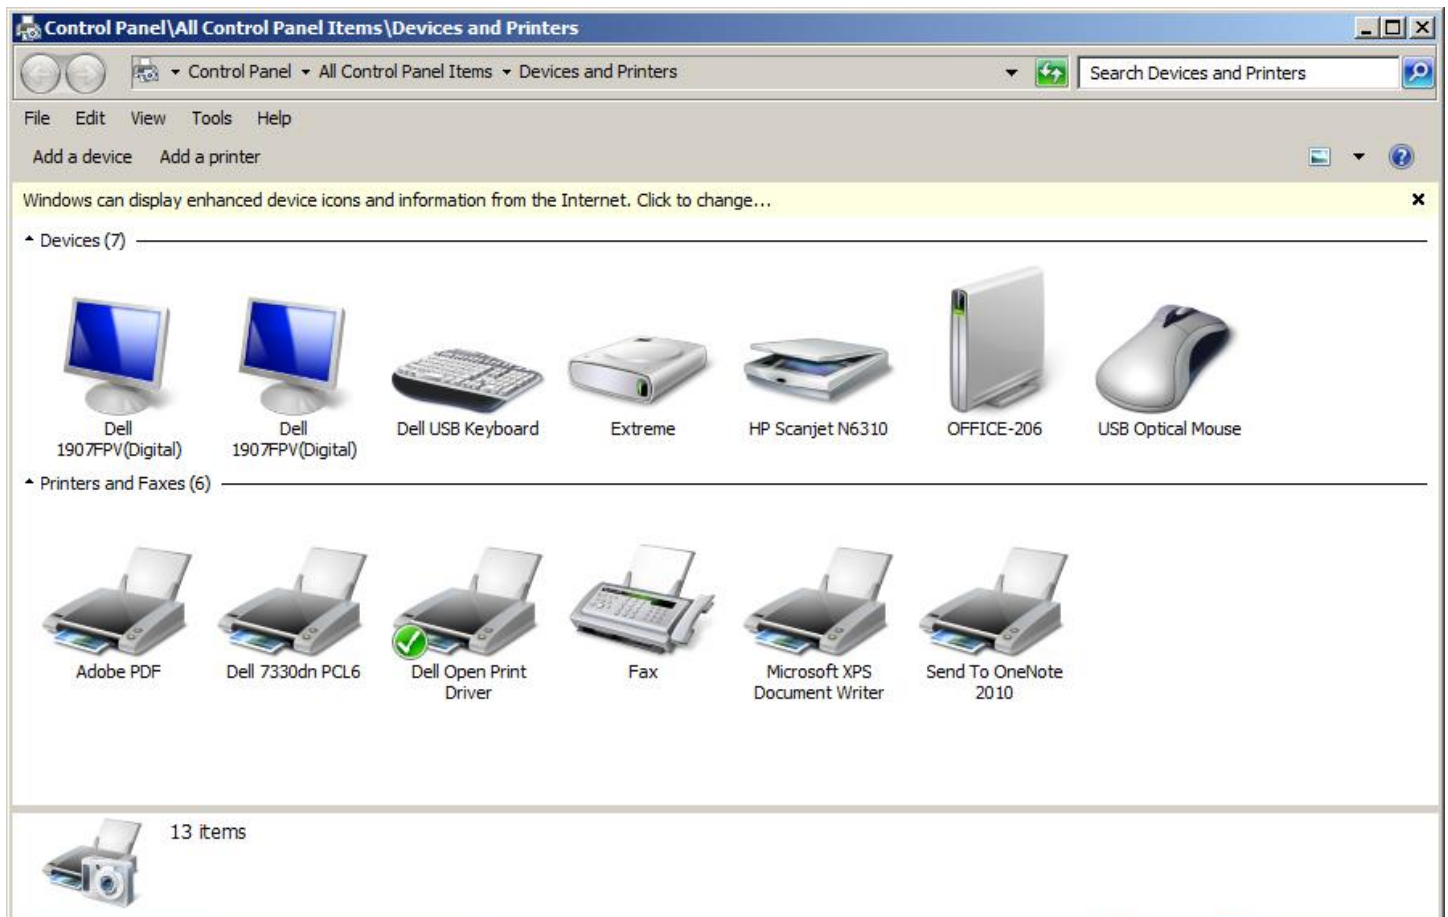 Control Panel\All Control Panel Items\Devices and Printers
Control Panel All Control Panel Items Devices and Printers
Search Devices and Printers
File Edit View Tools Help
Add a device Add a printer
Windows can display enhanced device icons and information from the Internet. Click to change...
Devices (7)
Dell
1907FPV(Digital)
Dell
1907FPV(Digital)
Dell USB Keyboard
Extreme
HP Scanjet N6310
OFFICE-206
USB Optical Mouse
Printers and Faxes (6)
Adobe PDF
Dell 7330dn PCL6
Dell Open Print
Driver
Fax
Microsoft XPS
Document Writer
Send To OneNote
2010
13 items